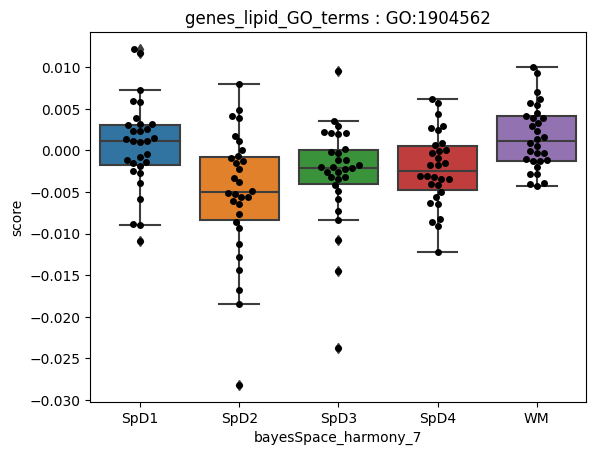 genes_lipid_GO_terms : GO:1904562
0.010
0.005
0.000
−0.005
−0.010
−0.015
−0.020
−0.025
−0.030
score
SpD1 SpD2 SpD3 SpD4 WM
bayesSpace_harmony_7